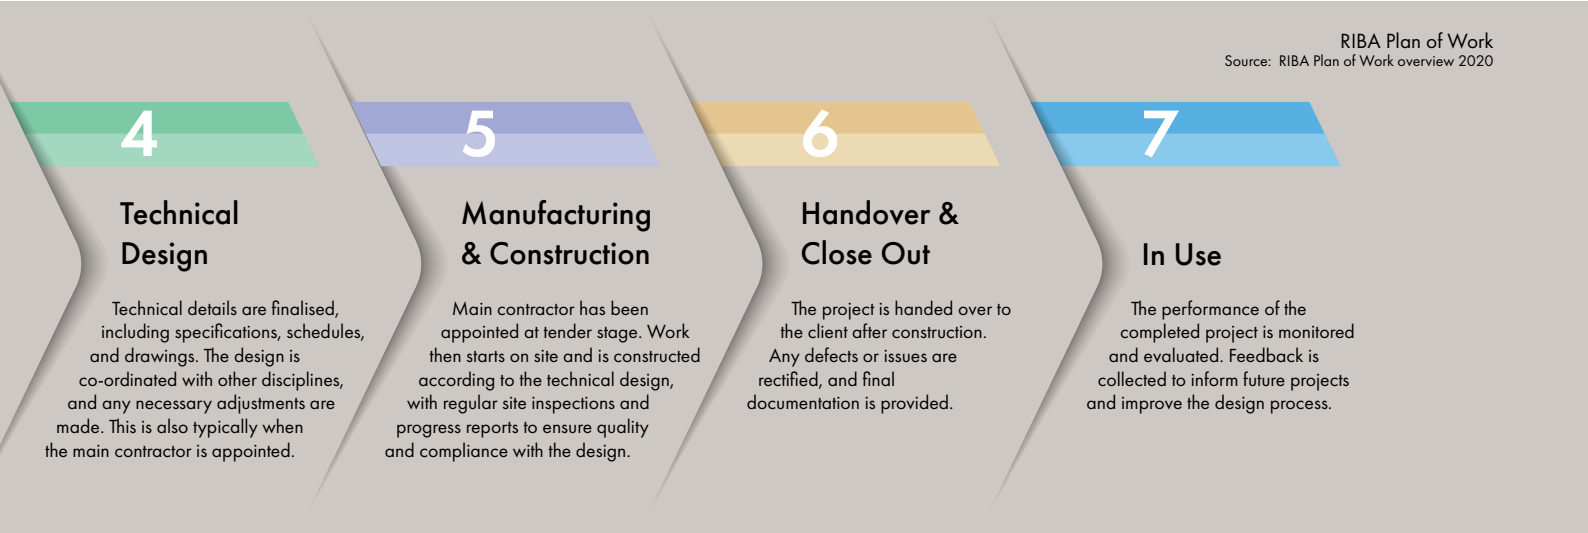 RIBA Plan of Work
Source: RIBA Plan of Work overview 2020
4
Technical
Design
Technical details are finalised,
including specifications, schedules,
and drawings. The design is
co-ordinated with other disciplines,
and any necessary adjustments are
made. This is also typically when
the main contractor is appointed.
5
Manufacturing
& Construction
Main contractor has been
appointed at tender stage. Work
then starts on site and is constructed
according to the technical design,
with regular site inspections and
progress reports to ensure quality
and compliance with the design.
6
Handover &
Close Out
The project is handed over to
the client after construction.
Any defects or issues are
rectified, and final
documentation is provided.
7
In Use
The performance of the
completed project is monitored
and evaluated. Feedback is
collected to inform future projects
and improve the design process.